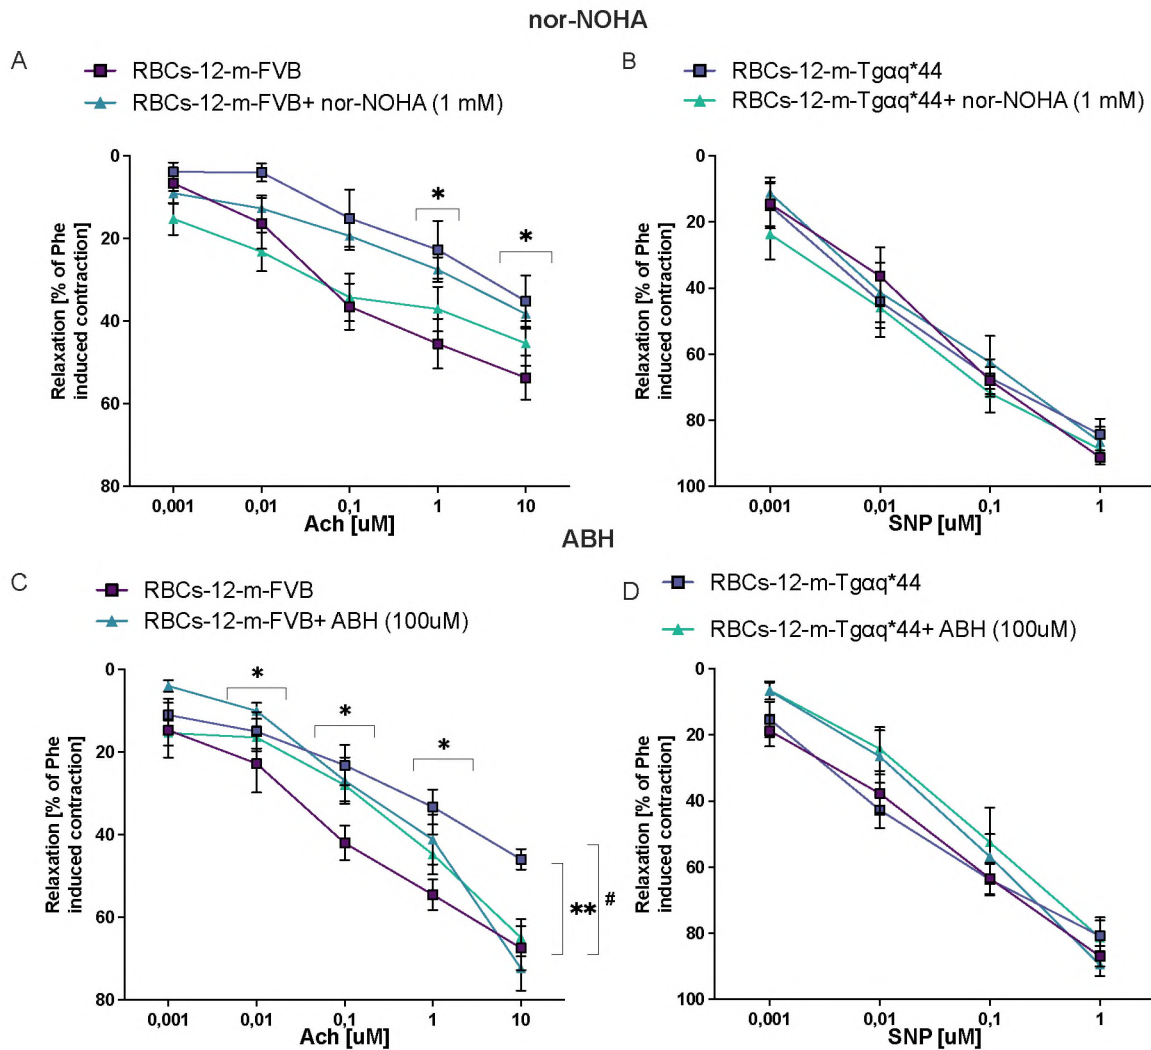 nor-NOHA
A
RBCs-12-m-FVB
RBCs-12-m-FVB+ nor-NOHA (1 mM)
B
RBCs-12-m-Tgαq*44
RBCs-12-m-Tgαq*44+ nor-NOHA (1 mM)
Relaxation [% of Phe
induced contraction]
0
20
40
60
80
*
*
0,001
0,01
0,1
1
10
Ach [uM]
Relaxation [% of Phe
induced contraction]
0
20
40
60
80
100
0,001
0,01
0,1
1
SNP [uM]
ABH
C
RBCs-12-m-FVB
RBCs-12-m-FVB+ ABH (100uM)
D
RBCs-12-m-Tgαq*44
RBCs-12-m-Tgαq*44+ ABH (100uM)
Relaxation [% of Phe
induced contraction]
0
20
40
60
80
*
*
*
**
#
0,001
0,01
0,1
1
10
Ach [uM]
Relaxation [% of Phe
induced contraction]
0
20
40
60
80
100
0,001
0,01
0,1
1
SNP [uM]